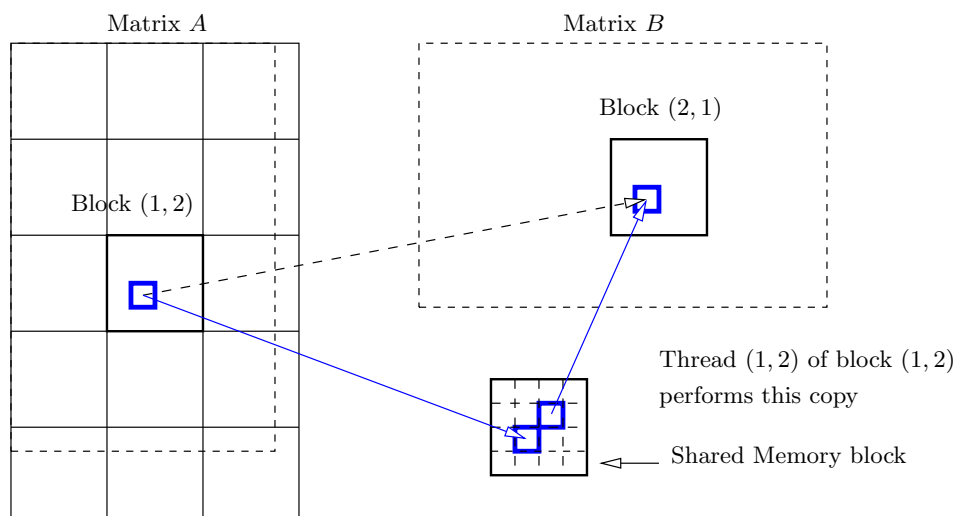 Matrix A
Matrix B
Block (2, 1)
Block (1, 2)
Thread (1, 2) of block (1, 2)
performs this copy
Shared Memory block